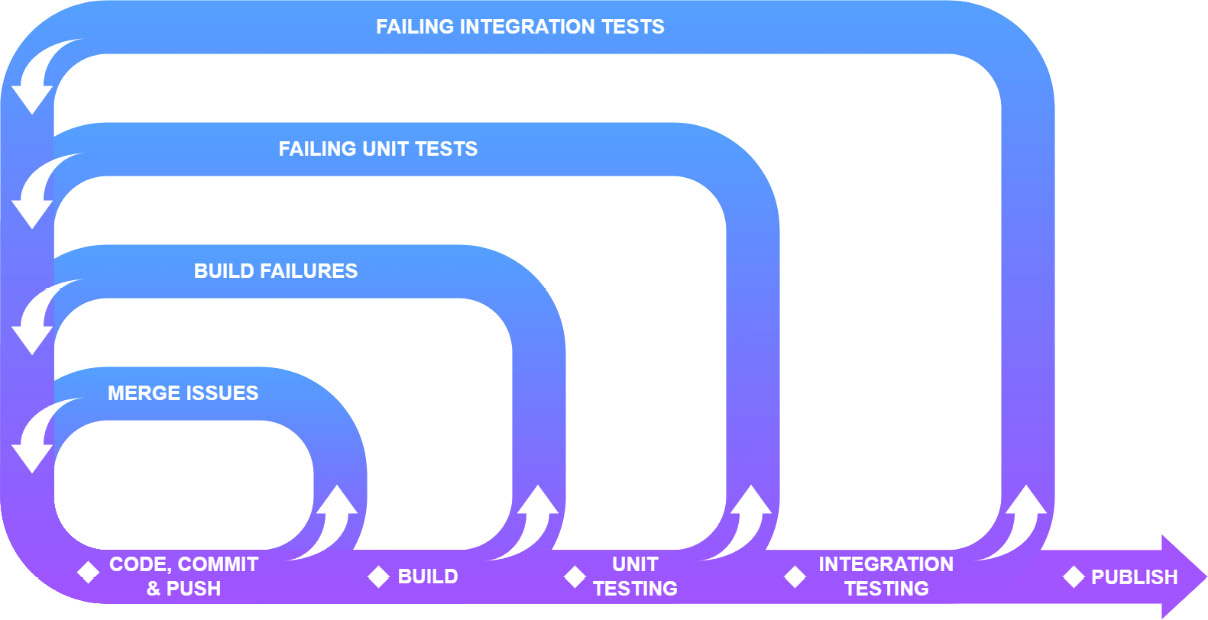 FAILING INTEGRATION TESTS
FAILING UNIT TESTS
BUILD FAILURES
MERGE ISSUES
CODE, COMMIT
& PUSH
BUILD
UNIT
TESTING
INTEGRATION
TESTING
PUBLISH